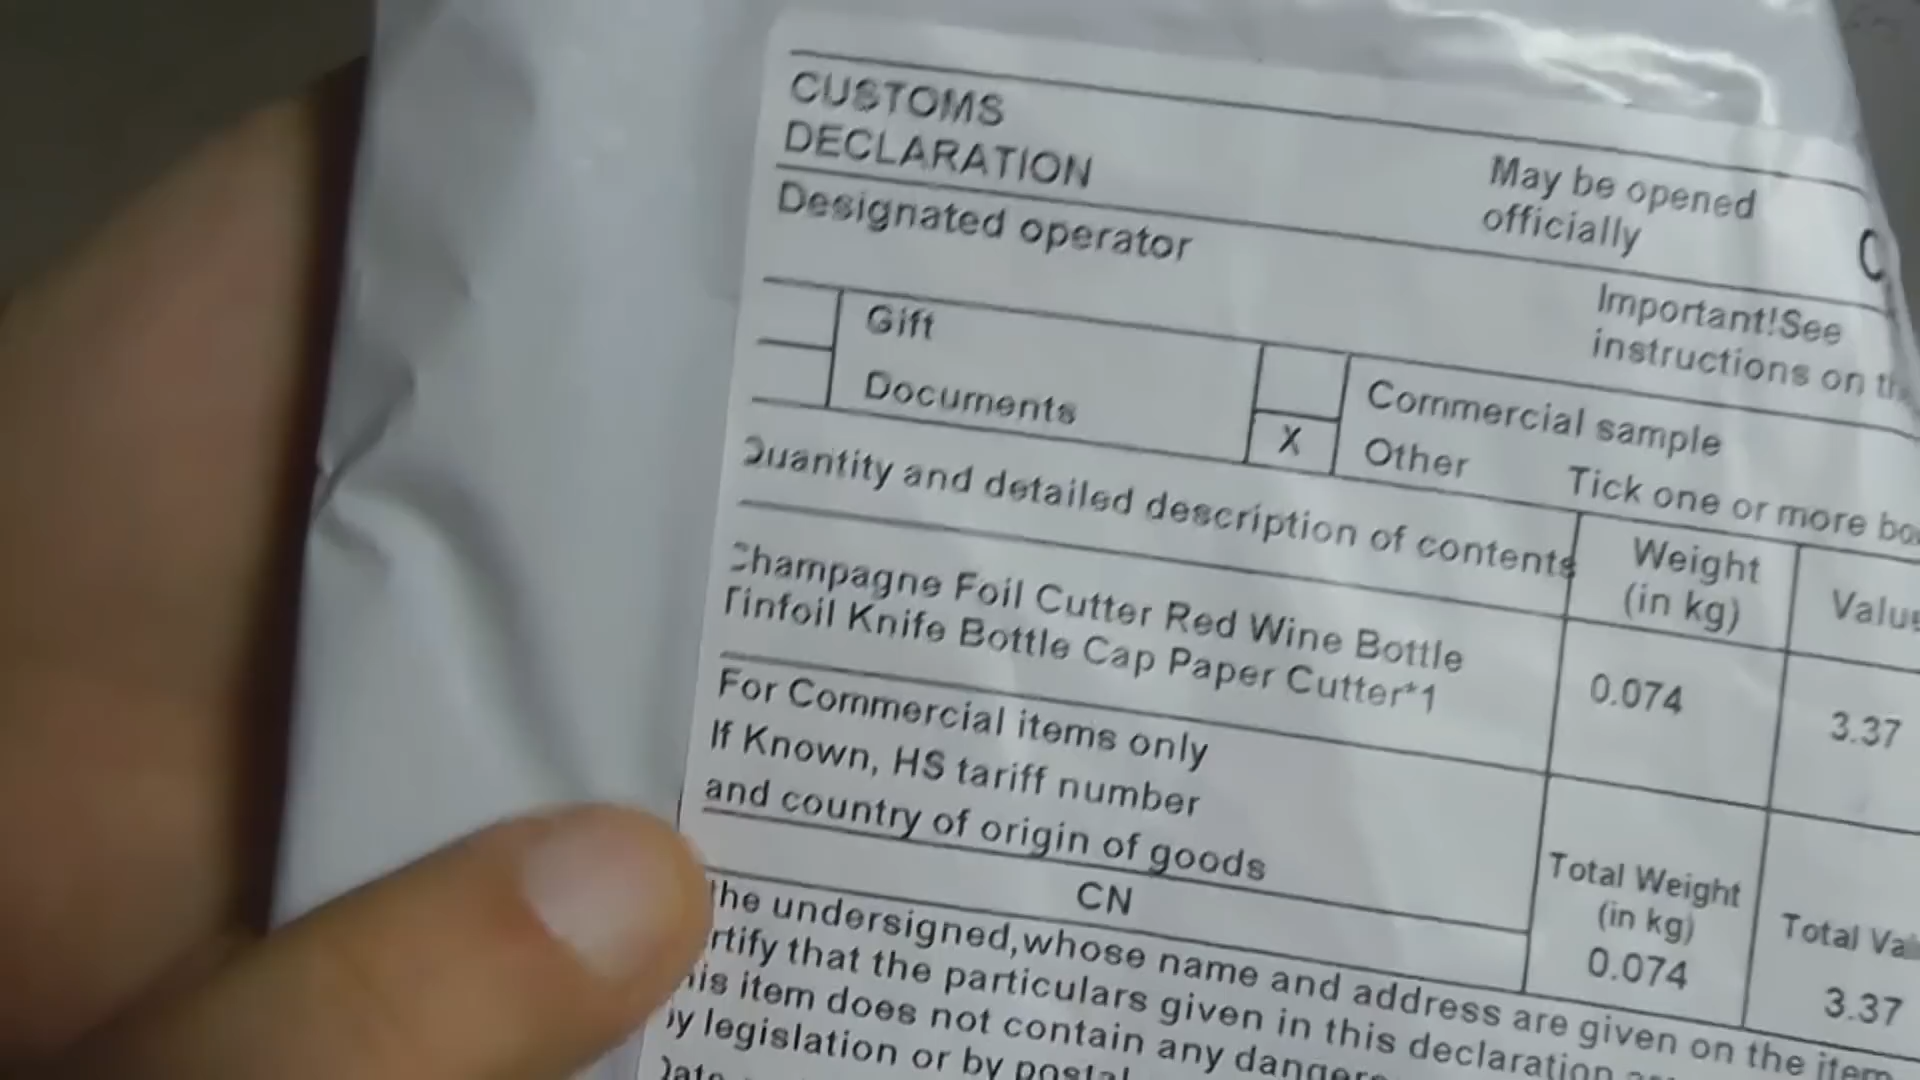 CUSTOMS
DECLARATION
May be opened
officially
Designated operator
Important!See
instructions on
Gift
Documents
Commercial sample
X
Other
Tick one or more
Quantity and detailed description of contents
Weight
(in kg)
Value
Champagne Foil Cutter Red Wine Bottle
Tinfoil Knife Bottle Cap Paper Cutter*1
0.074
3.37
For Commercial items only
If Known, HS tariff number
and country of origin of goods
CN
Total Weight
(in kg)
0.074
Total
3.37
the undersigned,whose name and address are given on the item
that the particulars given in this declaration
item does not contain any
legislation or by postal